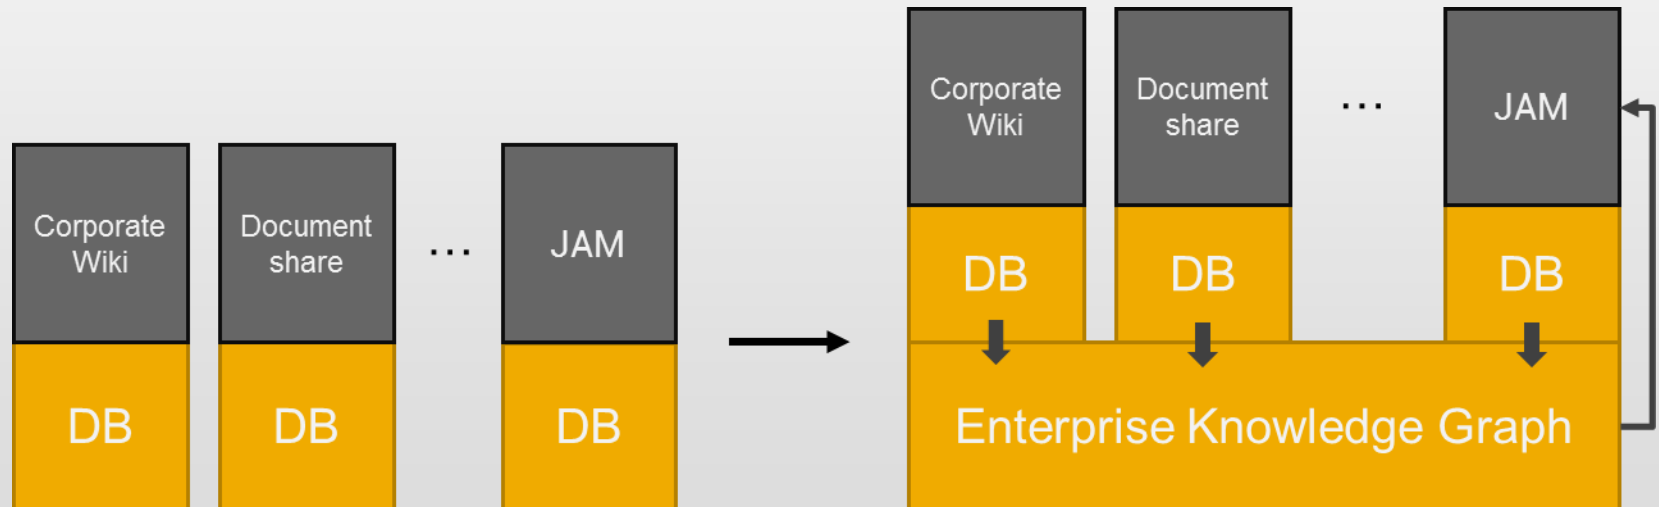 Corporate
Wiki
Document
share
...
JAM
DB
DB
DB
Corporate
Wiki
Document
share
...
JAM
DB
DB
DB
Enterprise Knowledge Graph